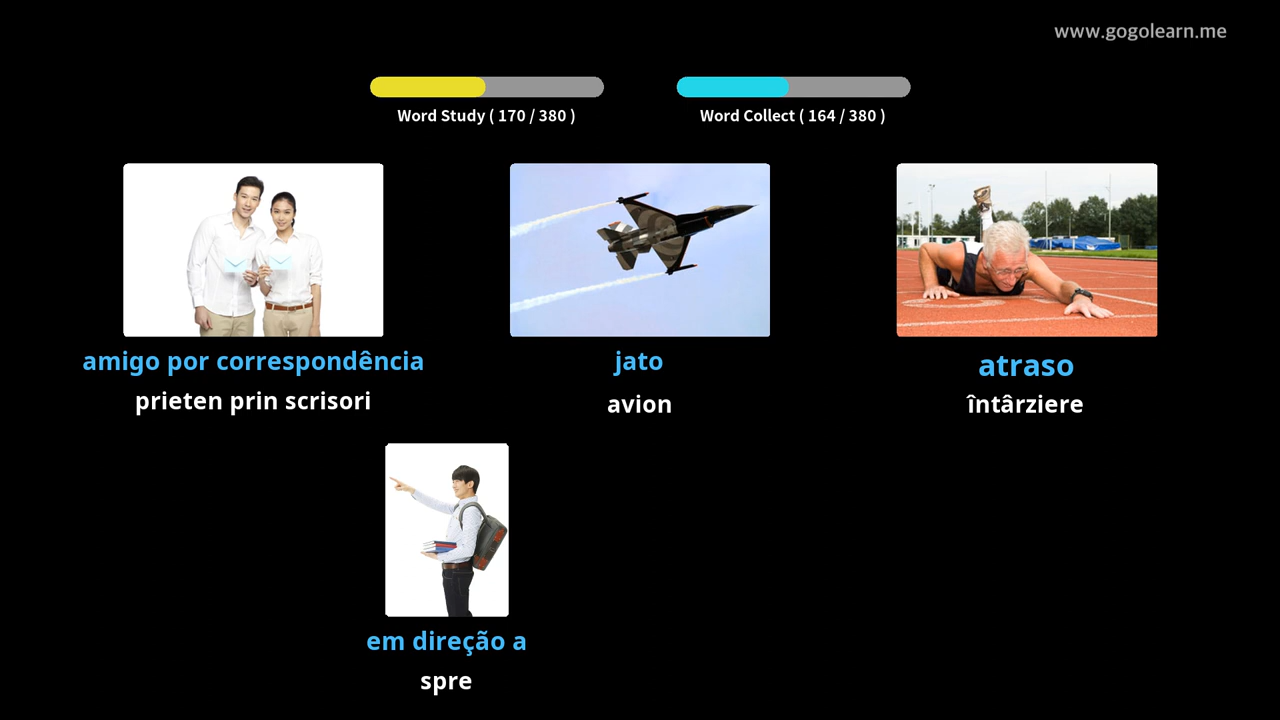 www.gogolearn.me
Word Study ( 170 / 380 )
Word Collect ( 164 / 380 )
amigo por correspondência
prieten prin scrisori
jato
avion
atraso
întârziere
em direção a
spre